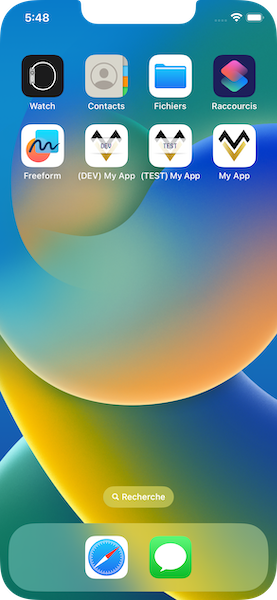 5:48
Watch
Contacts
Fichiers
Raccourcis
DEV
TEST
Freeform
(DEV) My App
(TEST) My App
My App
Recherche